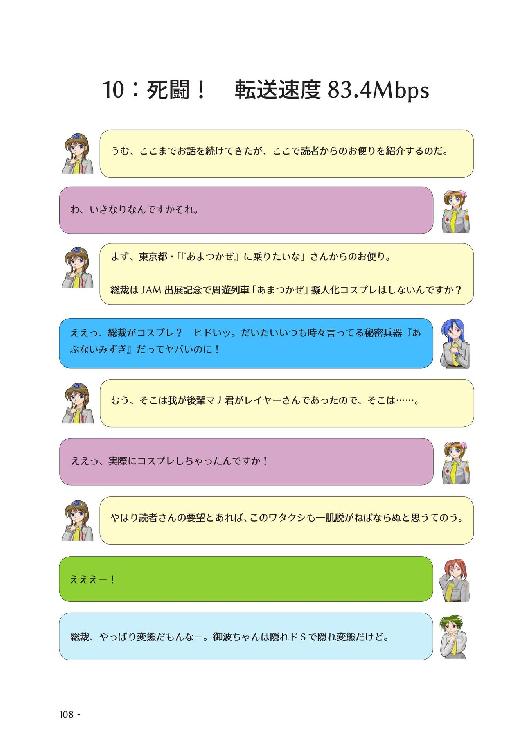 10：死闘！　転送速度 83.4Mbps
うむ、ここまでお話を続けてきたが、ここで読者からのお便りを紹介するのだ。
わ、いきなりなんですかそれ。
まず、東京都・「『あまつかぜ』に乗りたいな」さんからのお便り。
総裁は JAM 出展記念で周遊列車「あまつかぜ」擬人化コスプレはしないんですか？
ええっ、総裁がコスプレ？　ヒドいッ。だいたいいつも時々言ってる秘密兵器『あ
ぶないみずぎ』だってヤバいのに！
むう、そこは我が後輩マナ君がレイヤーさんであったので、そこは……。
ええっ、実際にコスプレしちゃったんですか！
やはり読者さんの要望とあれば、このワタクシも一肌脱がねばならぬと思うてのう。
えええー！
総裁、やっぱり変態だもんなー。御波ちゃんは隠れドSで隠れ変態だけど。
108 -